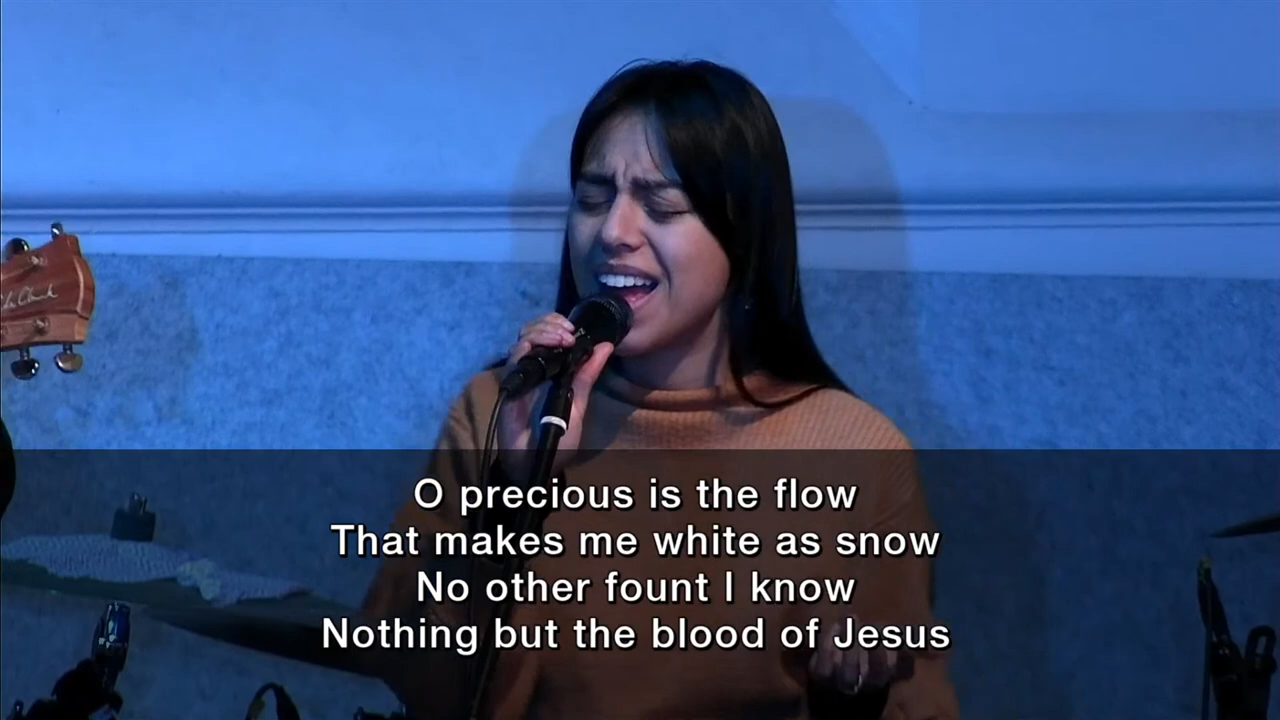 O precious is the flow
That makes me white as snow
No other fount I know
Nothing but the blood of Jesus